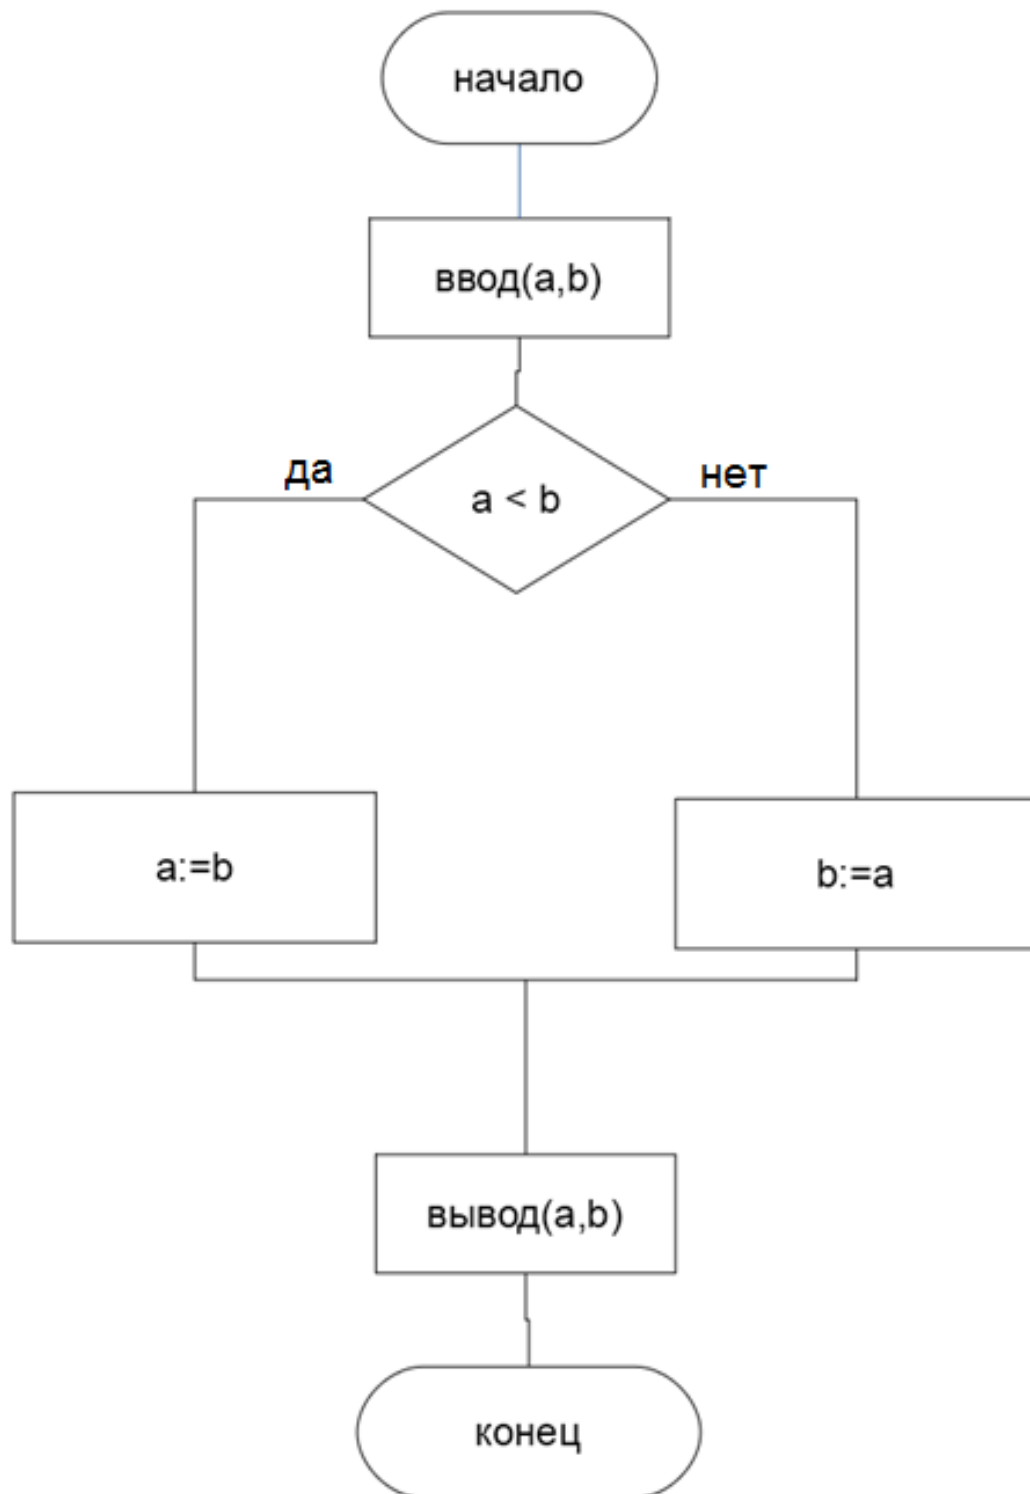 начало
ввод(a,b)
да
нет
a < b
a:=b
b:=a
вывод(a,b)
конец